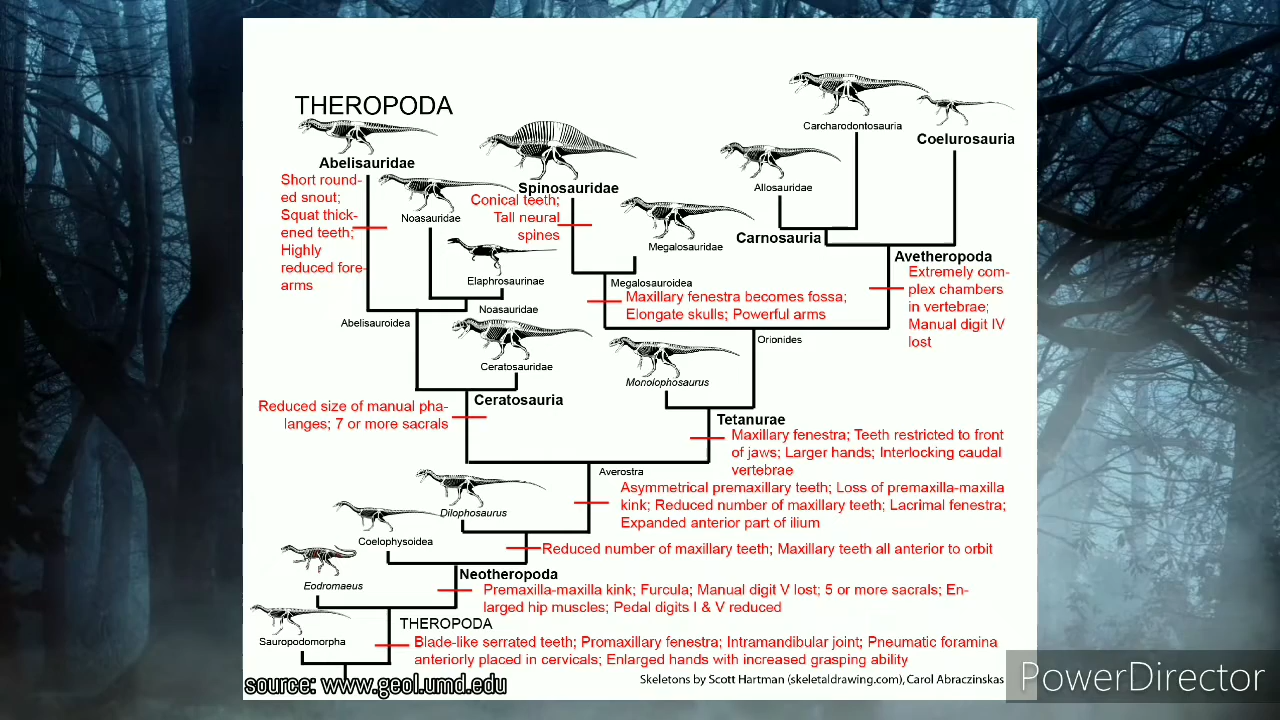 THEROPODA
Abelisauridae
Short round-
ed snout;
Squat thick-
ened teeth;
Highly
reduced fore-
arms
Noasauridae
Elaphrosaurinae
Noasauridae
Abelisauroidea
Ceratosauridae
Ceratosauria
Reduced size of manual pha-
langes; 7 or more sacrals
Spinosauridae
Conical teeth;
Tall neural
spines
Megalosauridae
Megalosauroidea
Maxillary fenestra becomes fossa;
Elongate skulls; Powerful arms
Carcharodontosauria
Coelurosauria
Allosauridae
Carnosauria
Avetheropoda
Extremely com-
plex chambers
in vertebrae;
Manual digit IV
lost
Orionides
Monolophosaurus
Tetanurae
Maxillary fenestra; Teeth restricted to front
of jaws; Larger hands; Interlocking caudal
vertebrae
Averostra
Asymmetrical premaxillary teeth; Loss of premaxilla-maxilla
kink; Reduced number of maxillary teeth; Lacrimal fenestra;
Expanded anterior part of ilium
Dilophosaurus
Coelophysoidea
Reduced number of maxillary teeth; Maxillary teeth all anterior to orbit
Eodromaeus
Neotheropoda
Premaxilla-maxilla kink; Furcula; Manual digit V lost; 5 or more sacrals; En-
larged hip muscles; Pedal digits I & V reduced
THEROPODA
Sauropodomorpha
Blade-like serrated teeth; Promaxillary fenestra; Intramandibular joint; Pneumatic foramina
anteriorly placed in cervicals; Enlarged hands with increased grasping ability
Skeletons by Scott Hartman (skeletaldrawing.com), Carol Abraczinskas
source: www.geol.umd.edu
PowerDirector